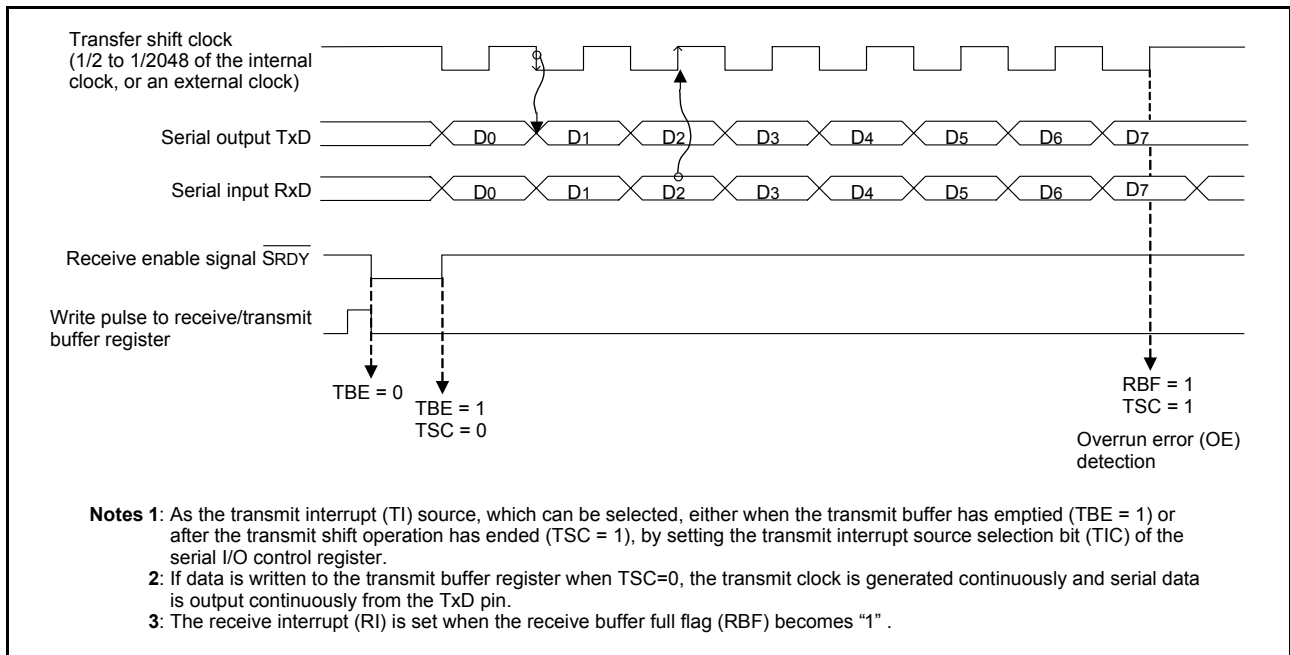 Transfer shift clock
(1/2 to 1/2048 of the internal
clock, or an external clock)
Serial output TxD
D0 D1 D2 D3 D4 D5 D6 D7
Serial input RxD
D0 D1 D2 D3 D4 D5 D6 D7
Receive enable signal SRDY
Write pulse to receive/transmit
buffer register
TBE = 0
TBE = 1
TSC = 0
RBF = 1
TSC = 1
Overrun error (OE)
detection
Notes 1: As the transmit interrupt (TI) source, which can be selected, either when the transmit buffer has emptied (TBE = 1) or
after the transmit shift operation has ended (TSC = 1), by setting the transmit interrupt source selection bit (TIC) of the
serial I/O control register.
2: If data is written to the transmit buffer register when TSC=0, the transmit clock is generated continuously and serial data
is output continuously from the TxD pin.
3: The receive interrupt (RI) is set when the receive buffer full flag (RBF) becomes “1” .